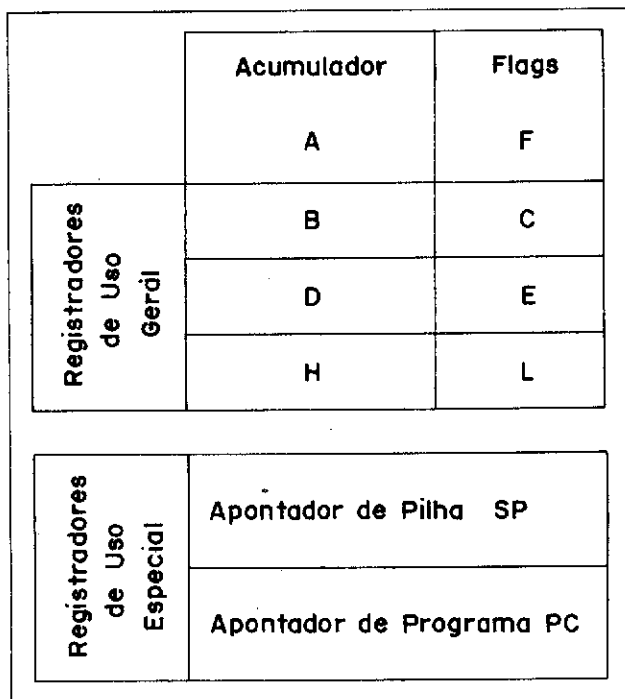 Acumulador Flags
A F
Registradores
de Uso
Geral
B C
D E
H L
Registradores
de Uso
Especial
Apontador de Pilha SP
Apontador de Programa PC